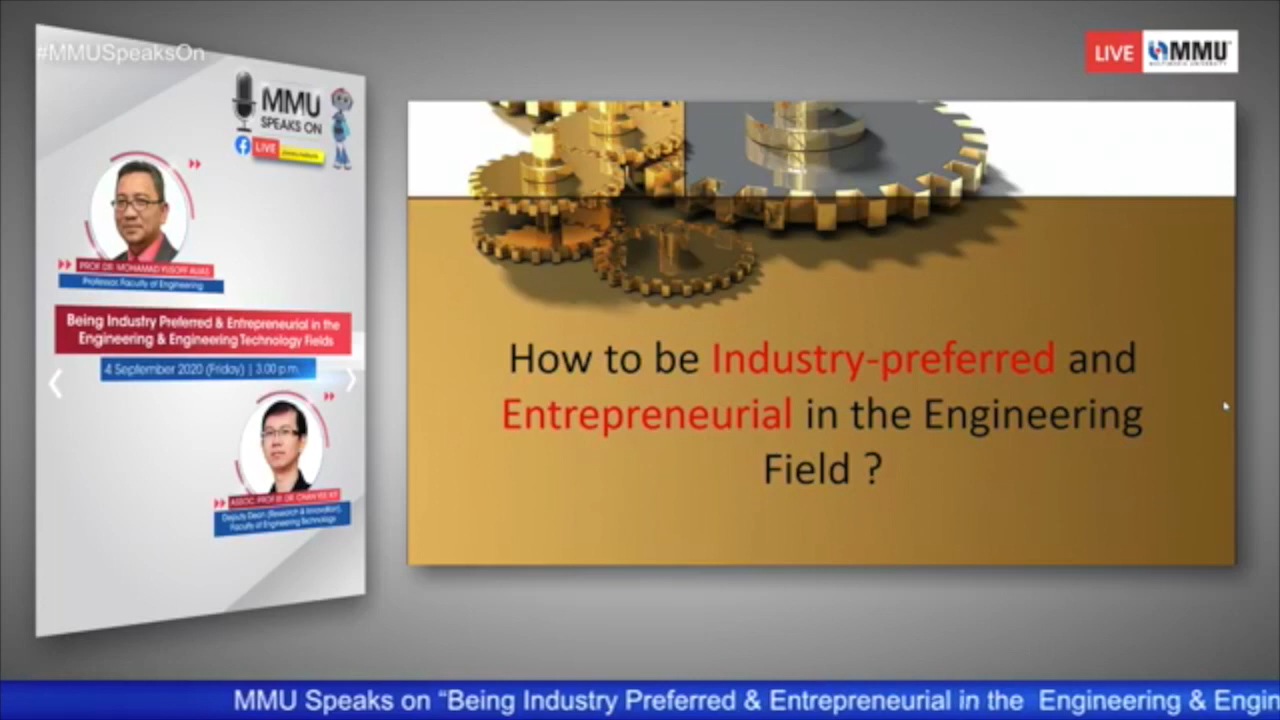 #MMUSpeaksOn
LIVE MMU
MULTIMEDIA UNIVERSITY
MMU
SPEAKS ON
LIVE
PROF. DR. MOHAMAD YUSOFF ALIAS
Professor, Faculty of Engineering
Being Industry Preferred & Entrepreneurial in the
Engineering & Engineering Technology Fields
4 September 2020 (Friday) | 3.00 p.m.
Deputy Dean (Research & Innovation),
Faculty of Engineering Technology
How to be Industry-preferred and
Entrepreneurial in the Engineering
Field ?
MMU Speaks on “Being Industry Preferred & Entrepreneurial in the Engineering & Engin